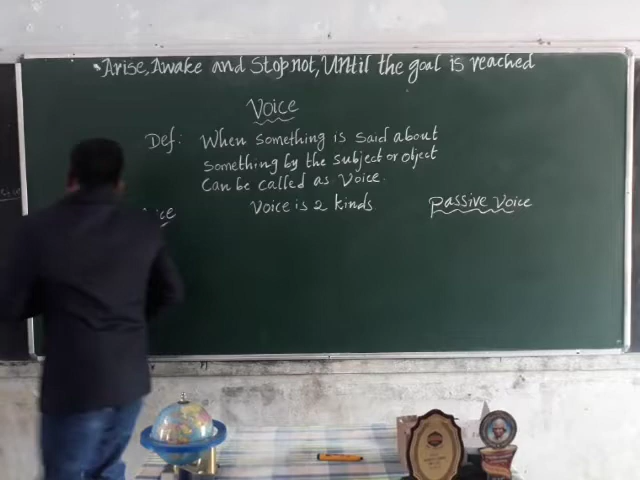 Arise, Awake and Stop not, Until the goal is reached
Voice
Def: When something is said about
something by the subject or object
Can be called as Voice.
Voice is 2 kinds
Passive Voice